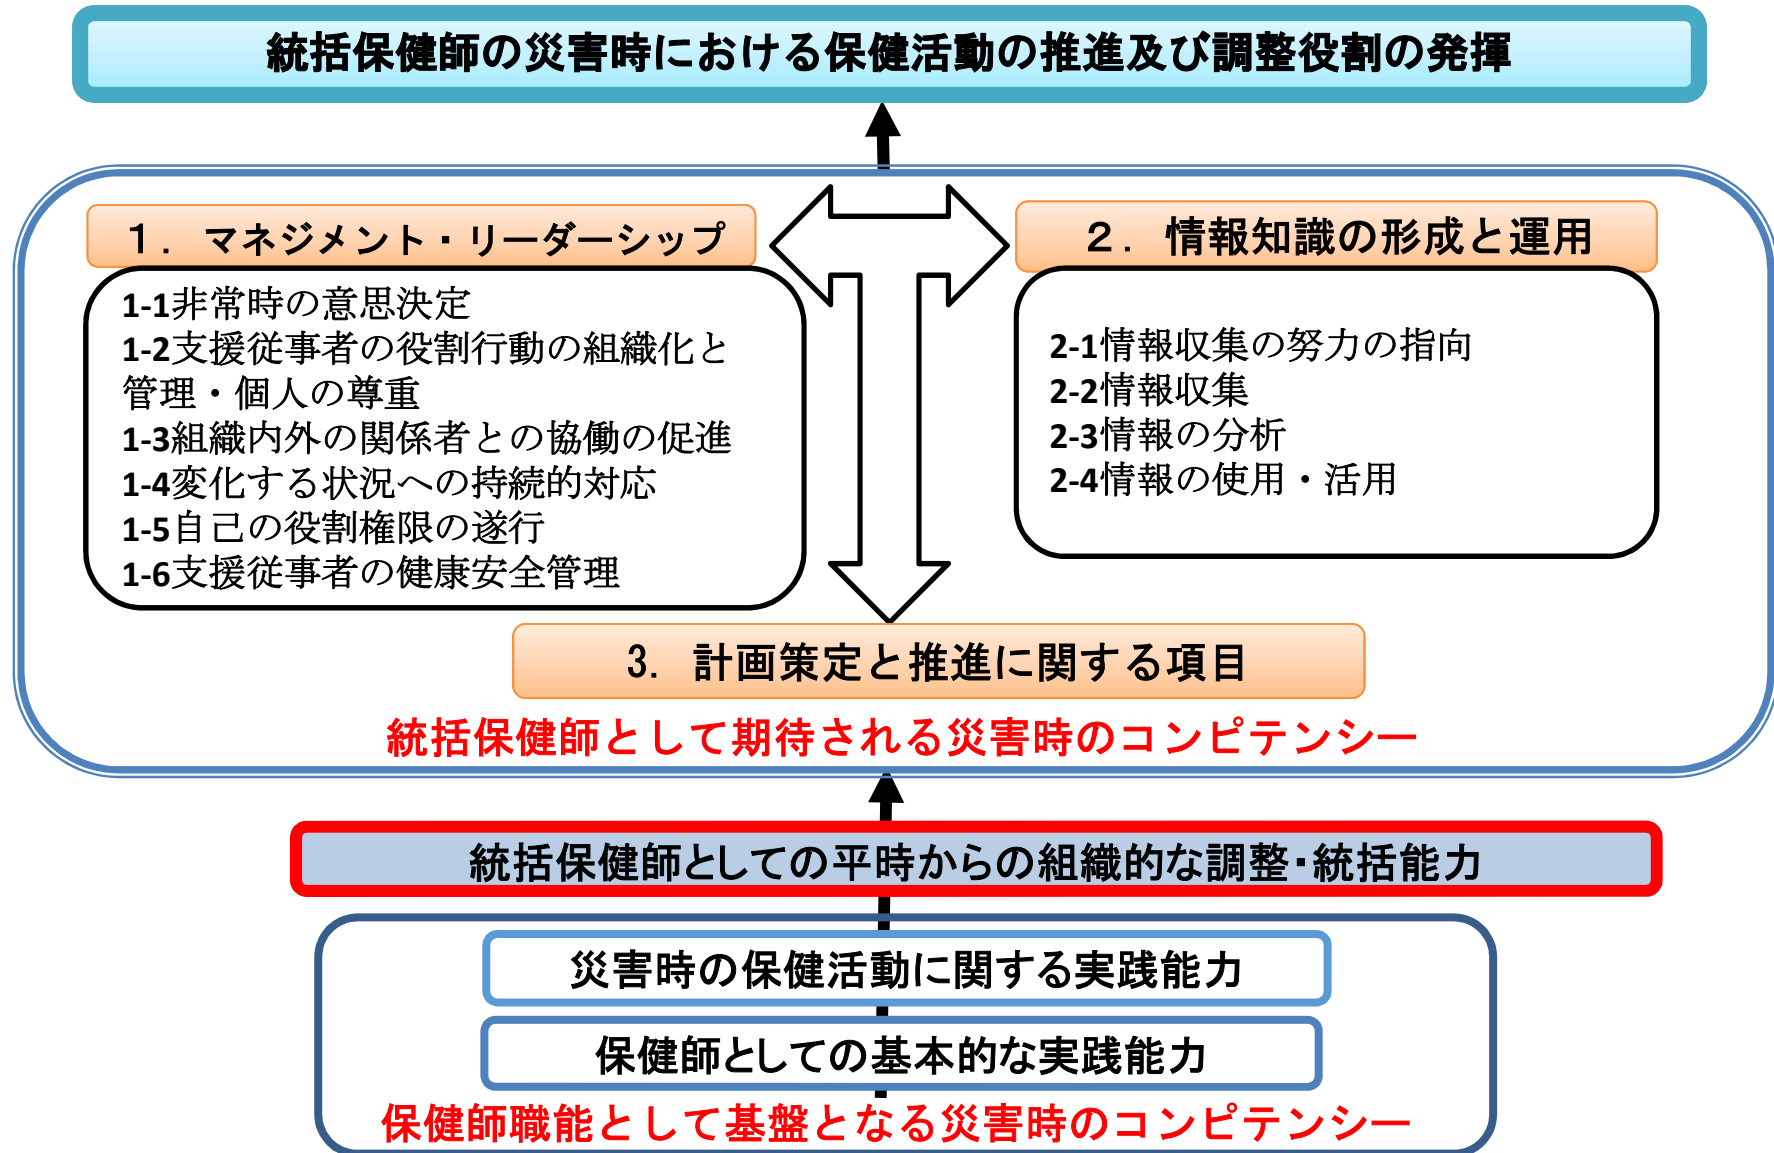 統括保健師の災害時における保健活動の推進及び調整役割の発揮
１．マネジメント・リーダーシップ
1-1非常時の意思決定
1-2支援従事者の役割行動の組織化と
管理・個人の尊重
1-3組織内外の関係者との協働の促進
1-4変化する状況への持続的対応
1-5自己の役割権限の遂行
1-6支援従事者の健康安全管理
２．情報知識の形成と運用
2-1情報収集の努力の指向
2-2情報収集
2-3情報の分析
2-4情報の使用・活用
3. 計画策定と推進に関する項目
統括保健師として期待される災害時のコンピテンシー
統括保健師としての平時からの組織的な調整・統括能力
災害時の保健活動に関する実践能力
保健師としての基本的な実践能力
保健師職能として基盤となる災害時のコンピテンシー